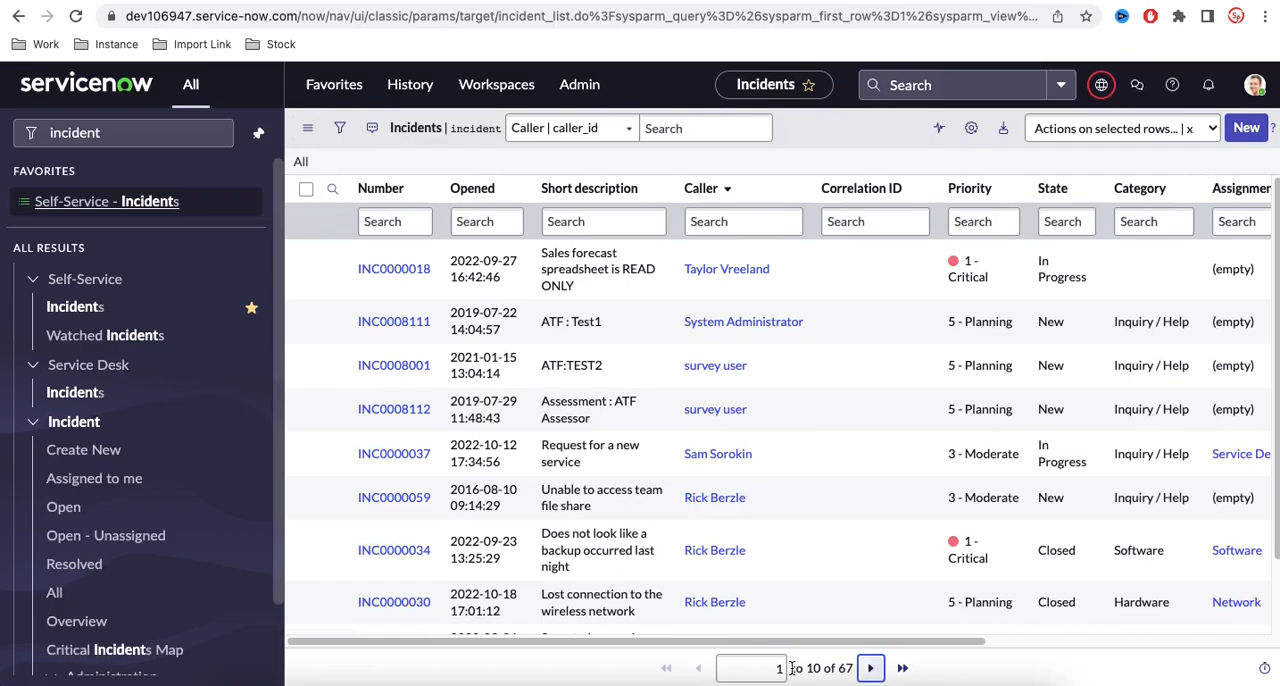 dev106947.service-now.com/now/nav/ui/classic/params/target/incident_list.do%3Fsysparm_query%3D%26sysparm_first_row%3D1%26sysparm_view%...
Work Instance Import Link Stock
servicenow All Favorites History Workspaces Admin Incidents Search
incident
FAVORITES
Self-Service - Incidents
ALL RESULTS
Self-Service
Incidents
Watched Incidents
Service Desk
Incidents
Incident
Create New
Assigned to me
Open
Open - Unassigned
Resolved
All
Overview
Critical Incidents Map
Administration
Incidents | incident Caller | caller_id Search Actions on selected rows... | x New ?
All
Number Opened Short description Caller Correlation ID Priority State Category Assignmen
Search Search Search Search Search Search Search Search Search
INC0000018 2022-09-27 16:42:46 Sales forecast spreadsheet is READ ONLY Taylor Vreeland 1 - Critical In Progress (empty)
INC0008111 2019-07-22 14:04:57 ATF : Test1 System Administrator 5 - Planning New Inquiry / Help (empty)
INC0008001 2021-01-15 13:04:14 ATF:TEST2 survey user 5 - Planning New Inquiry / Help (empty)
INC0008112 2019-07-29 11:48:43 Assessment : ATF Assessor survey user 5 - Planning New Inquiry / Help (empty)
INC0000037 2022-10-12 17:34:56 Request for a new service Sam Sorokin 3 - Moderate In Progress Inquiry / Help Service De
INC0000059 2016-08-10 09:14:29 Unable to access team file share Rick Berzle 3 - Moderate New Inquiry / Help (empty)
INC0000034 2022-09-23 13:25:29 Does not look like a backup occurred last night Rick Berzle 1 - Critical Closed Software Software
INC0000030 2022-10-18 17:01:12 Lost connection to the wireless network Rick Berzle 5 - Planning Closed Hardware Network
1 to 10 of 67